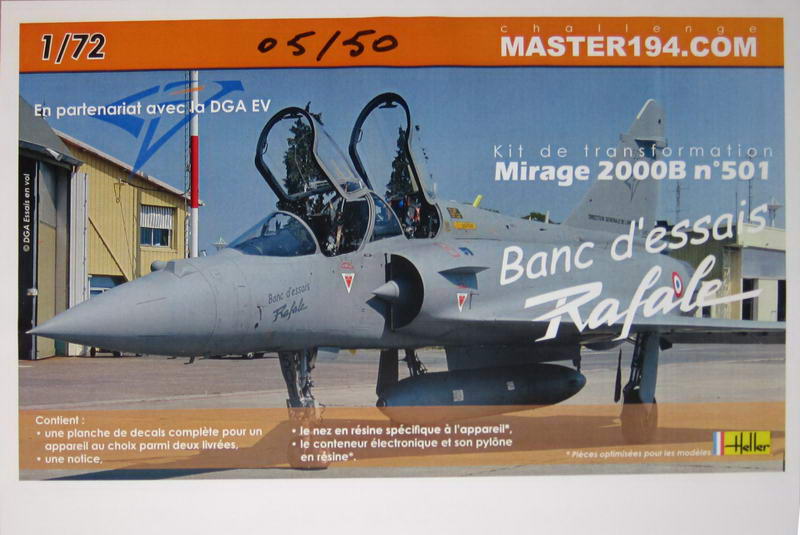 1/72
05/50
challenge
MASTER194.COM
En partenariat avec la DGA EV
Kit de transformation
Mirage 2000B n°501
© DGA Essais en vol
Banc d'essais
Rafale
Banc d'essais
Rafale
Contient :
• une planche de decals complète pour un
appareil au choix parmi deux livrées,
• une notice,
• le nez en résine spécifique à l'appareil*,
• le conteneur électronique et son pylône
en résine*.
* Pièces optimisées pour les modèles
Heller